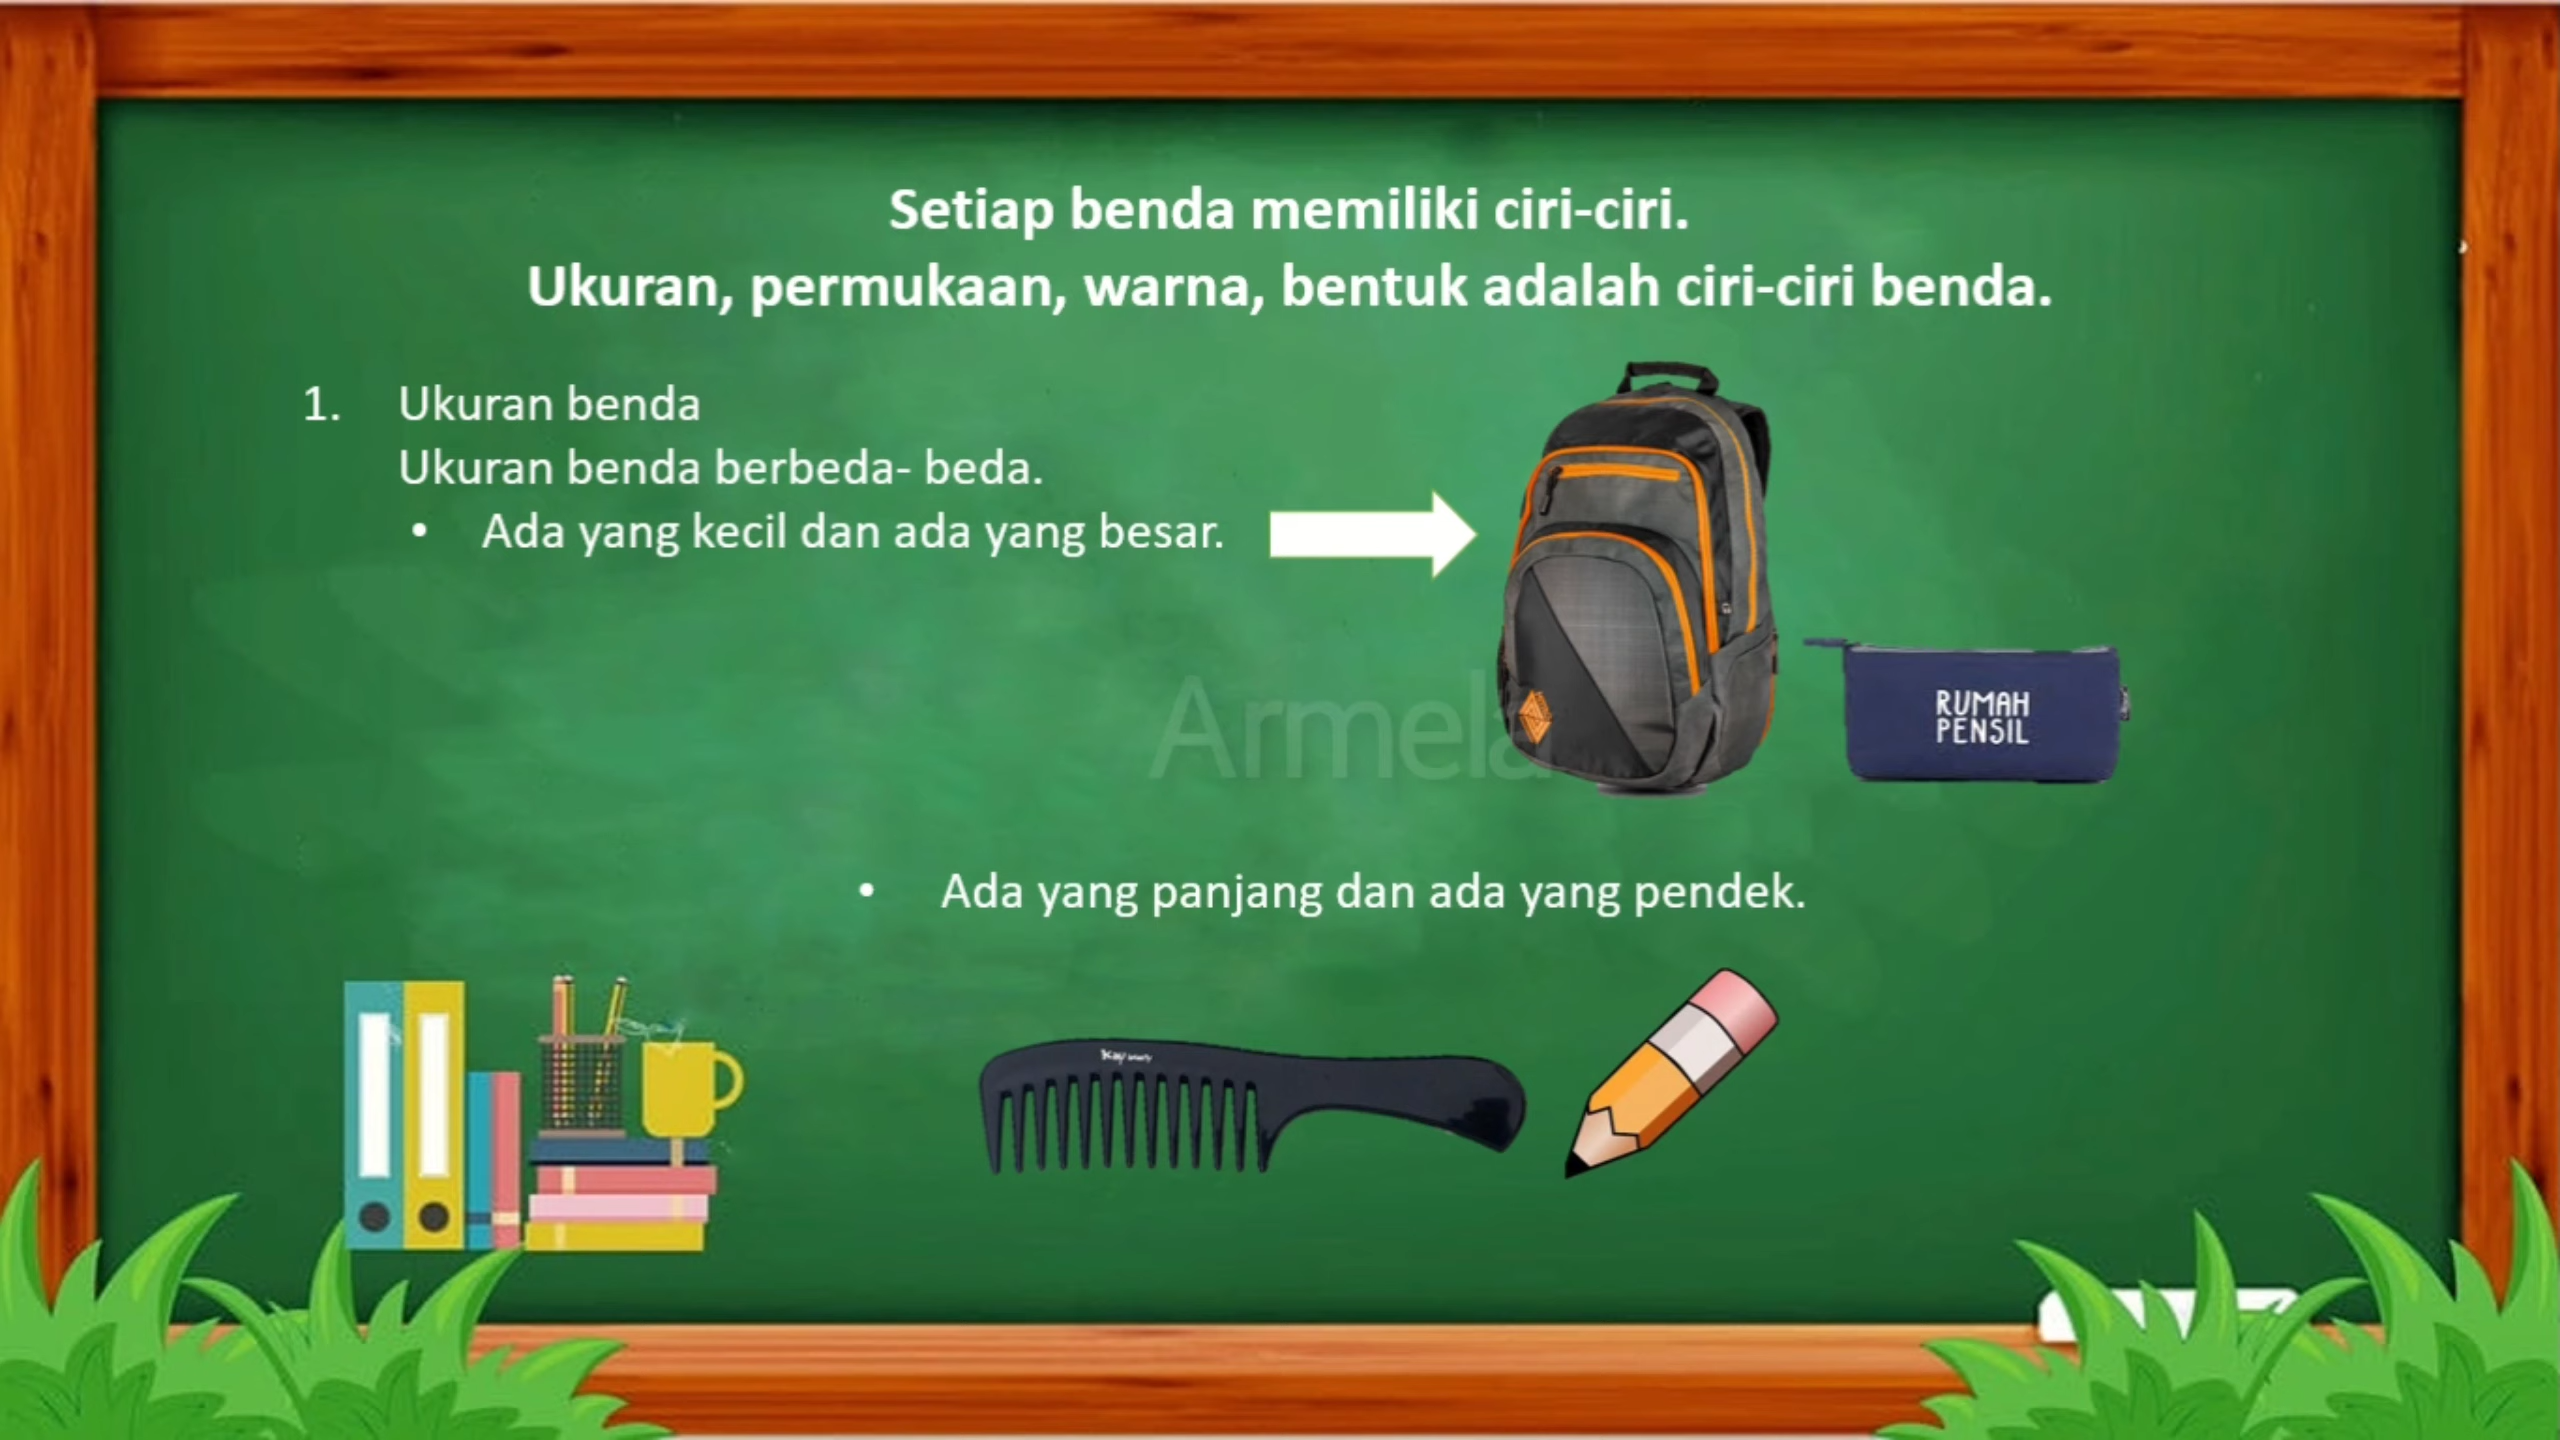 Setiap benda memiliki ciri-ciri.
Ukuran, permukaan, warna, bentuk adalah ciri-ciri benda.
1. Ukuran benda
Ukuran benda berbeda- beda.
• Ada yang kecil dan ada yang besar.
Armela
RUMAH
PENSIL
• Ada yang panjang dan ada yang pendek.
Kay